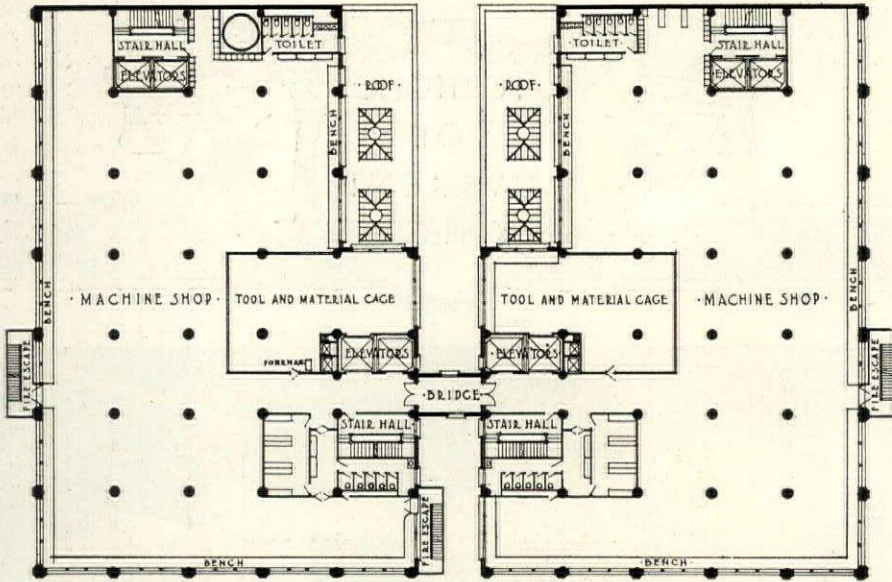 STAIR HALL
TOILET
ELEVATORS
ROOF
BENCH
TOILET
STAIR HALL
ELEVATORS
ROOF
BENCH
BENCH
MACHINE SHOP
TOOL AND MATERIAL CAGE
TOOL AND MATERIAL CAGE
MACHINE SHOP
BENCH
FIRE ESCAPE
FOREMAN
ELEVATORS
ELEVATORS
FIRE ESCAPE
BRIDGE
STAIR HALL
STAIR HALL
FIRE ESCAPE
BENCH
BENCH